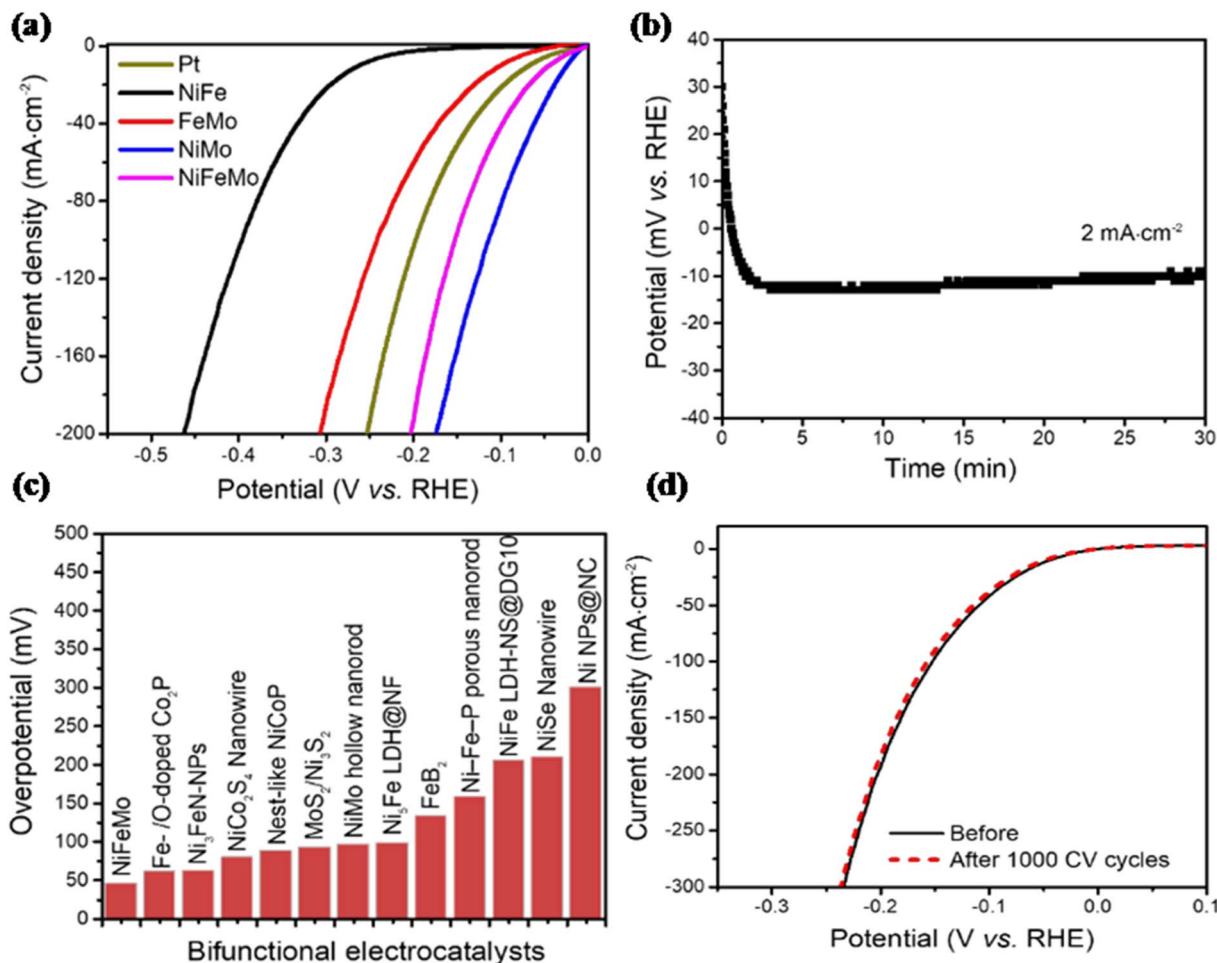 (a)
0
-40
-80
-120
-160
-200
Current density (mA·cm-2)
Pt
NiFe
FeMo
NiMo
NiFeMo
-0.5
-0.4
-0.3
-0.2
-0.1
0.0
Potential (V vs. RHE)
(b)
40
30
20
10
0
-10
-20
-30
-40
Potential (mV vs. RHE)
2 mA·cm-2
0
5
10
15
20
25
30
Time (min)
(c)
500
450
400
350
300
250
200
150
100
50
0
Overpotential (mV)
NiFeMo
Fe- /O-doped Co2P
Ni3FeN-NPs
NiCo2S4 Nanowire
Nest-like NiCoP
MoS2/Ni3S2
NiMo hollow nanorod
Ni5Fe LDH@NF
FeB2
Ni–Fe–P porous nanorod
NiFe LDH-NS@DG10
NiSe Nanowire
Ni NPs@NC
Bifunctional electrocatalysts
(d)
0
-50
-100
-150
-200
-250
-300
Current density (mA·cm-2)
Before
After 1000 CV cycles
-0.3
-0.2
-0.1
0.0
0.1
Potential (V vs. RHE)